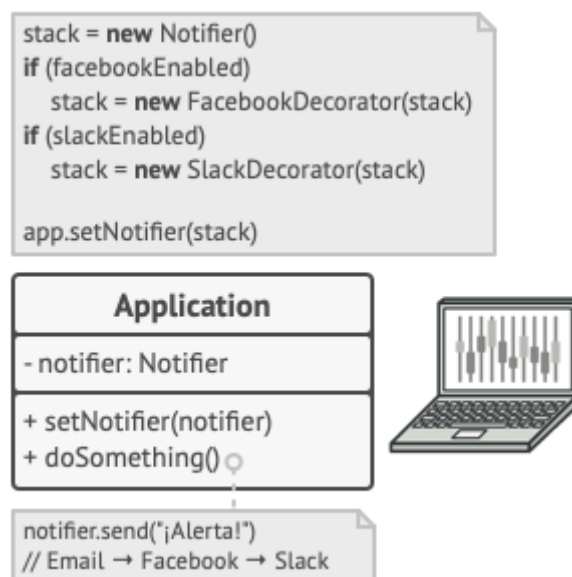 stack = new Notifier()
if (facebookEnabled)
stack = new FacebookDecorator(stack)
if (slackEnabled)
stack = new SlackDecorator(stack)
app.setNotifier(stack)
Application
- notifier: Notifier
+ setNotifier(notifier)
+ doSomething()
notifier.send("¡Alerta!")
// Email → Facebook → Slack